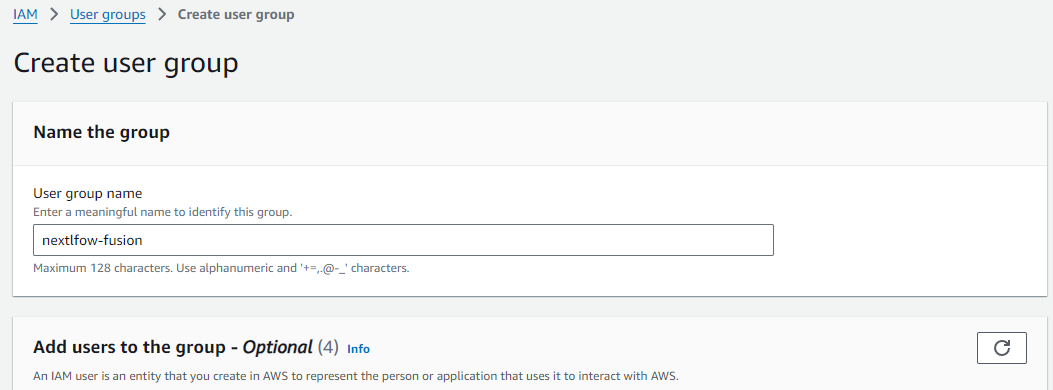 IAM > User groups > Create user group
Create user group
Name the group
User group name
Enter a meaningful name to identify this group.
nextlfow-fusion
Maximum 128 characters. Use alphanumeric and '+=,.@-_' characters.
Add users to the group - Optional (4) Info
An IAM user is an entity that you create in AWS to represent the person or application that uses it to interact with AWS.